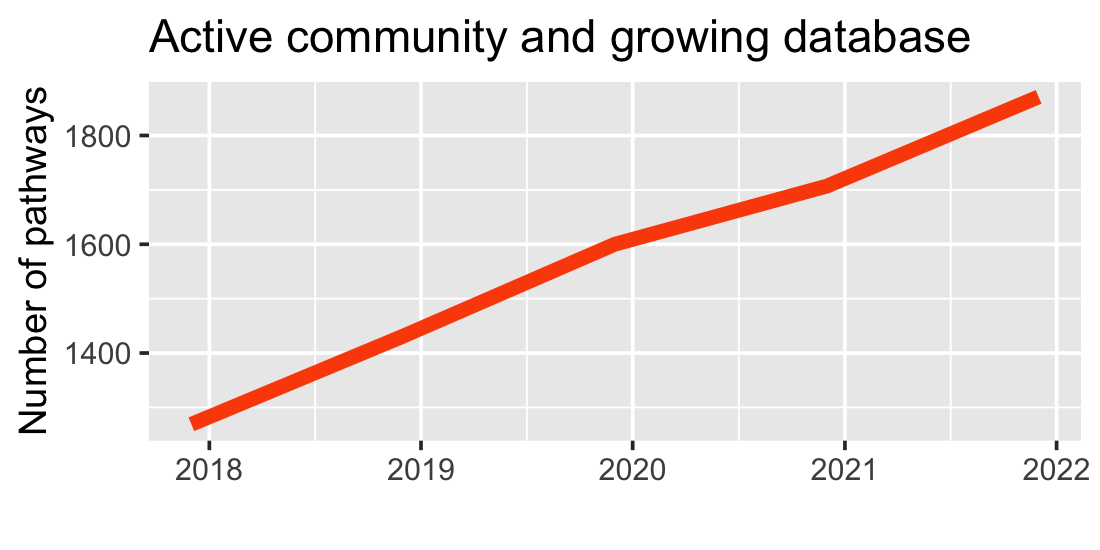 Active community and growing database
Number of pathways
1800
1600
1400
2018 2019 2020 2021 2022